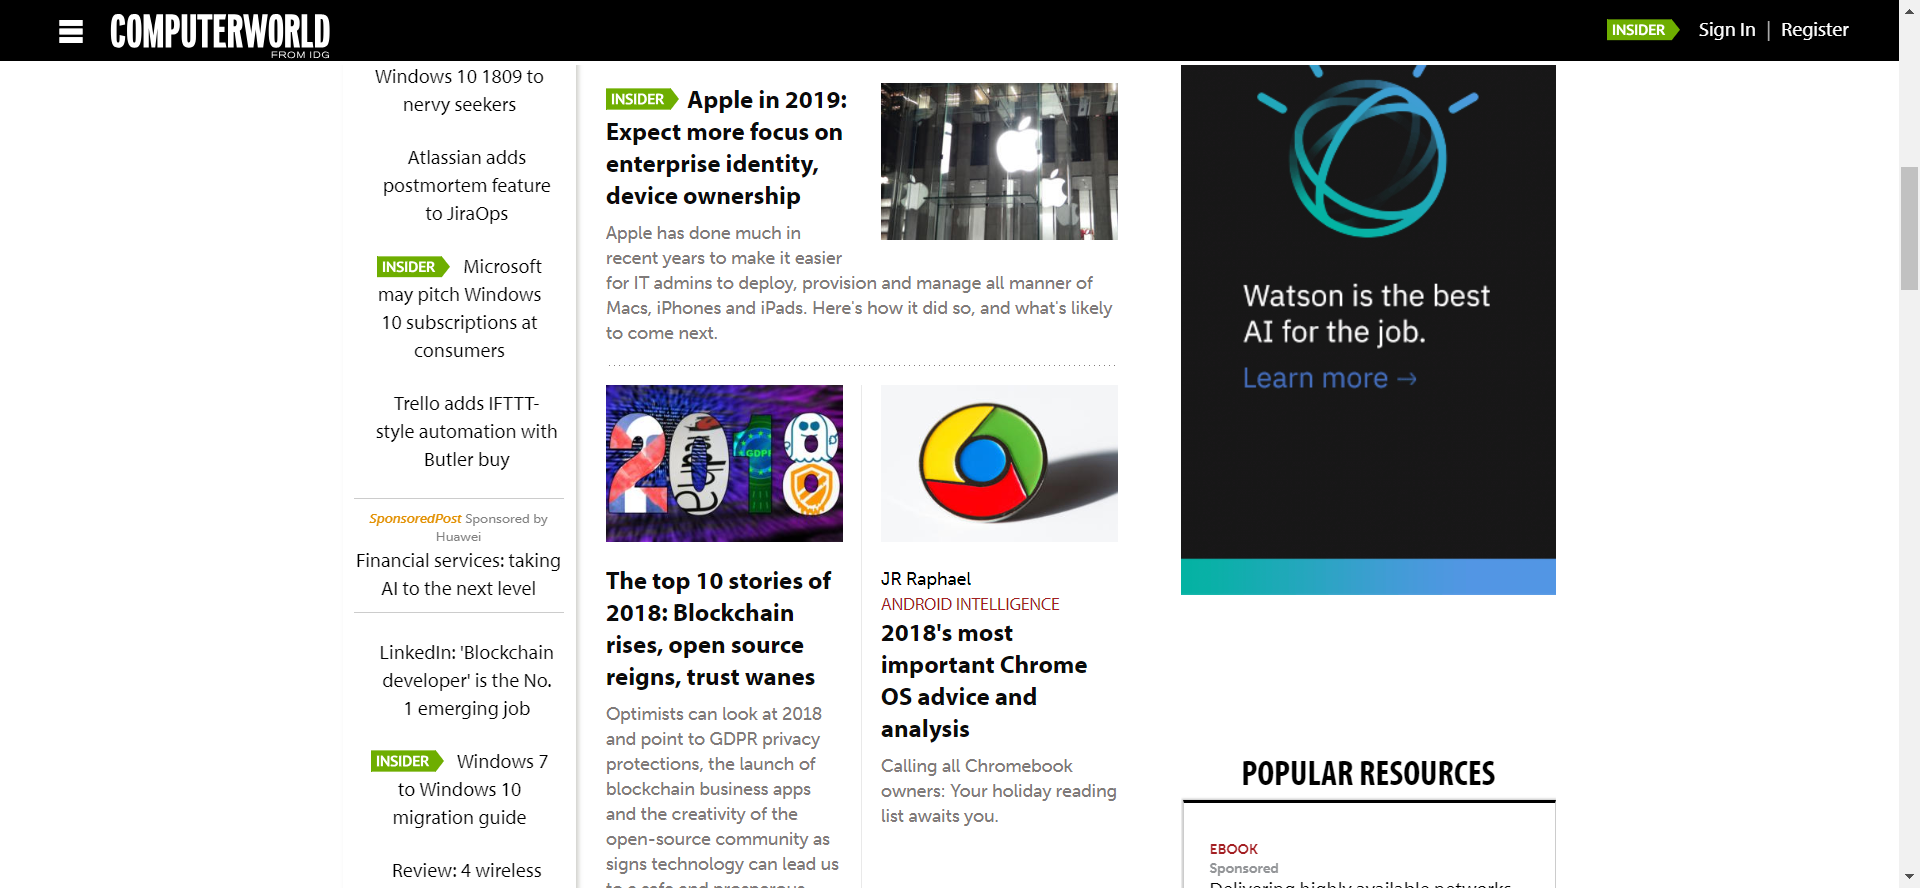 COMPUTERWORLD
FROM IDG
INSIDER Sign In | Register
Windows 10 1809 to
nervy seekers
Atlassian adds
postmortem feature
to JiraOps
INSIDER Microsoft
may pitch Windows
10 subscriptions at
consumers
Trello adds IFTTT-
style automation with
Butler buy
SponsoredPost Sponsored by
Huawei
Financial services: taking
AI to the next level
LinkedIn: 'Blockchain
developer' is the No.
1 emerging job
INSIDER Windows 7
to Windows 10
migration guide
Review: 4 wireless
INSIDER Apple in 2019:
Expect more focus on
enterprise identity,
device ownership
Apple has done much in
recent years to make it easier
for IT admins to deploy, provision and manage all manner of
Macs, iPhones and iPads. Here's how it did so, and what's likely
to come next.
2018
GDPR
The top 10 stories of
2018: Blockchain
rises, open source
reigns, trust wanes
Optimists can look at 2018
and point to GDPR privacy
protections, the launch of
blockchain business apps
and the creativity of the
open-source community as
signs technology can lead us
to a safe and prosperous
JR Raphael
ANDROID INTELLIGENCE
2018's most
important Chrome
OS advice and
analysis
Calling all Chromebook
owners: Your holiday reading
list awaits you.
Watson is the best
AI for the job.
Learn more →
POPULAR RESOURCES
EBOOK
Sponsored
Delivering highly available networks